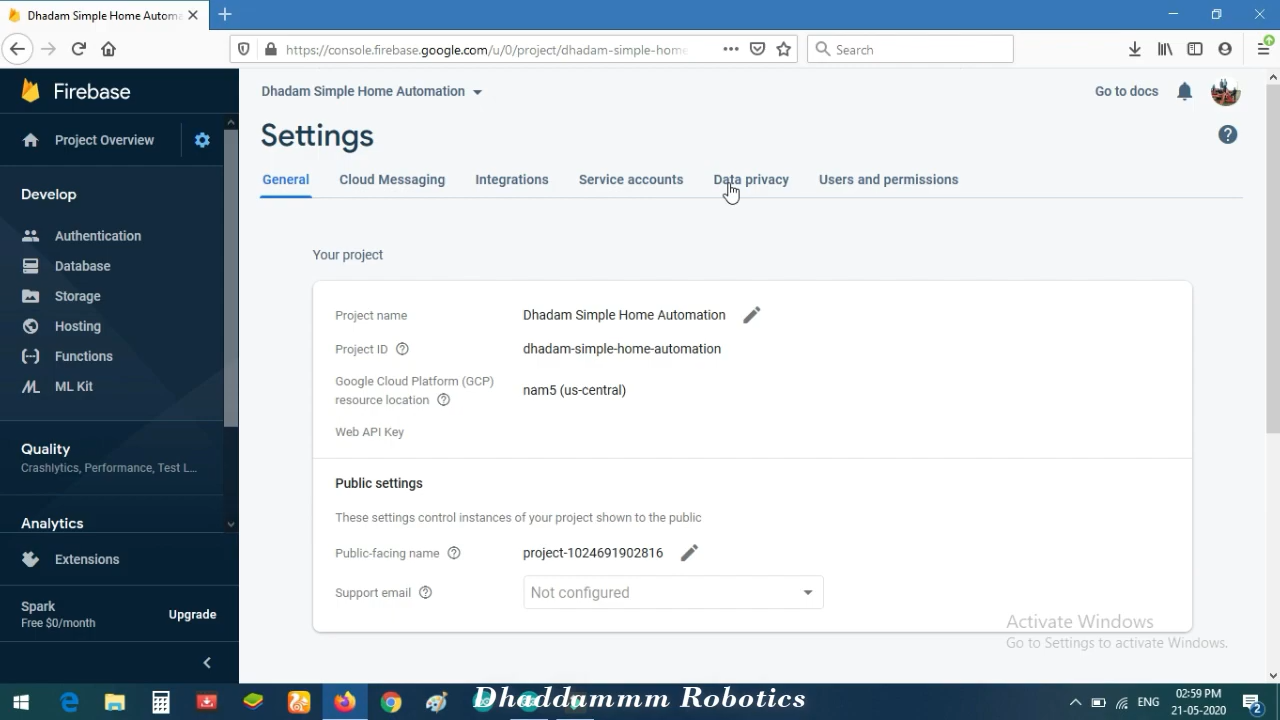 Dhadam Simple Home Automa
https://console.firebase.google.com/u/0/project/dhadam-simple-home
Search
Firebase
Project Overview
Develop
Authentication
Database
Storage
Hosting
Functions
ML Kit
Quality
Crashlytics, Performance, Test L...
Analytics
Extensions
Spark
Free $0/month
Upgrade
Dhadam Simple Home Automation
Go to docs
Settings
General Cloud Messaging Integrations Service accounts Data privacy Users and permissions
Your project
Project name Dhadam Simple Home Automation
Project ID dhadam-simple-home-automation
Google Cloud Platform (GCP)
resource location nam5 (us-central)
Web API Key
Public settings
These settings control instances of your project shown to the public
Public-facing name project-1024691902816
Support email Not configured
Activate Windows
Go to Settings to activate Windows.
Dhaddummm Robotics
ENG
02:59 PM
21-05-2020
2